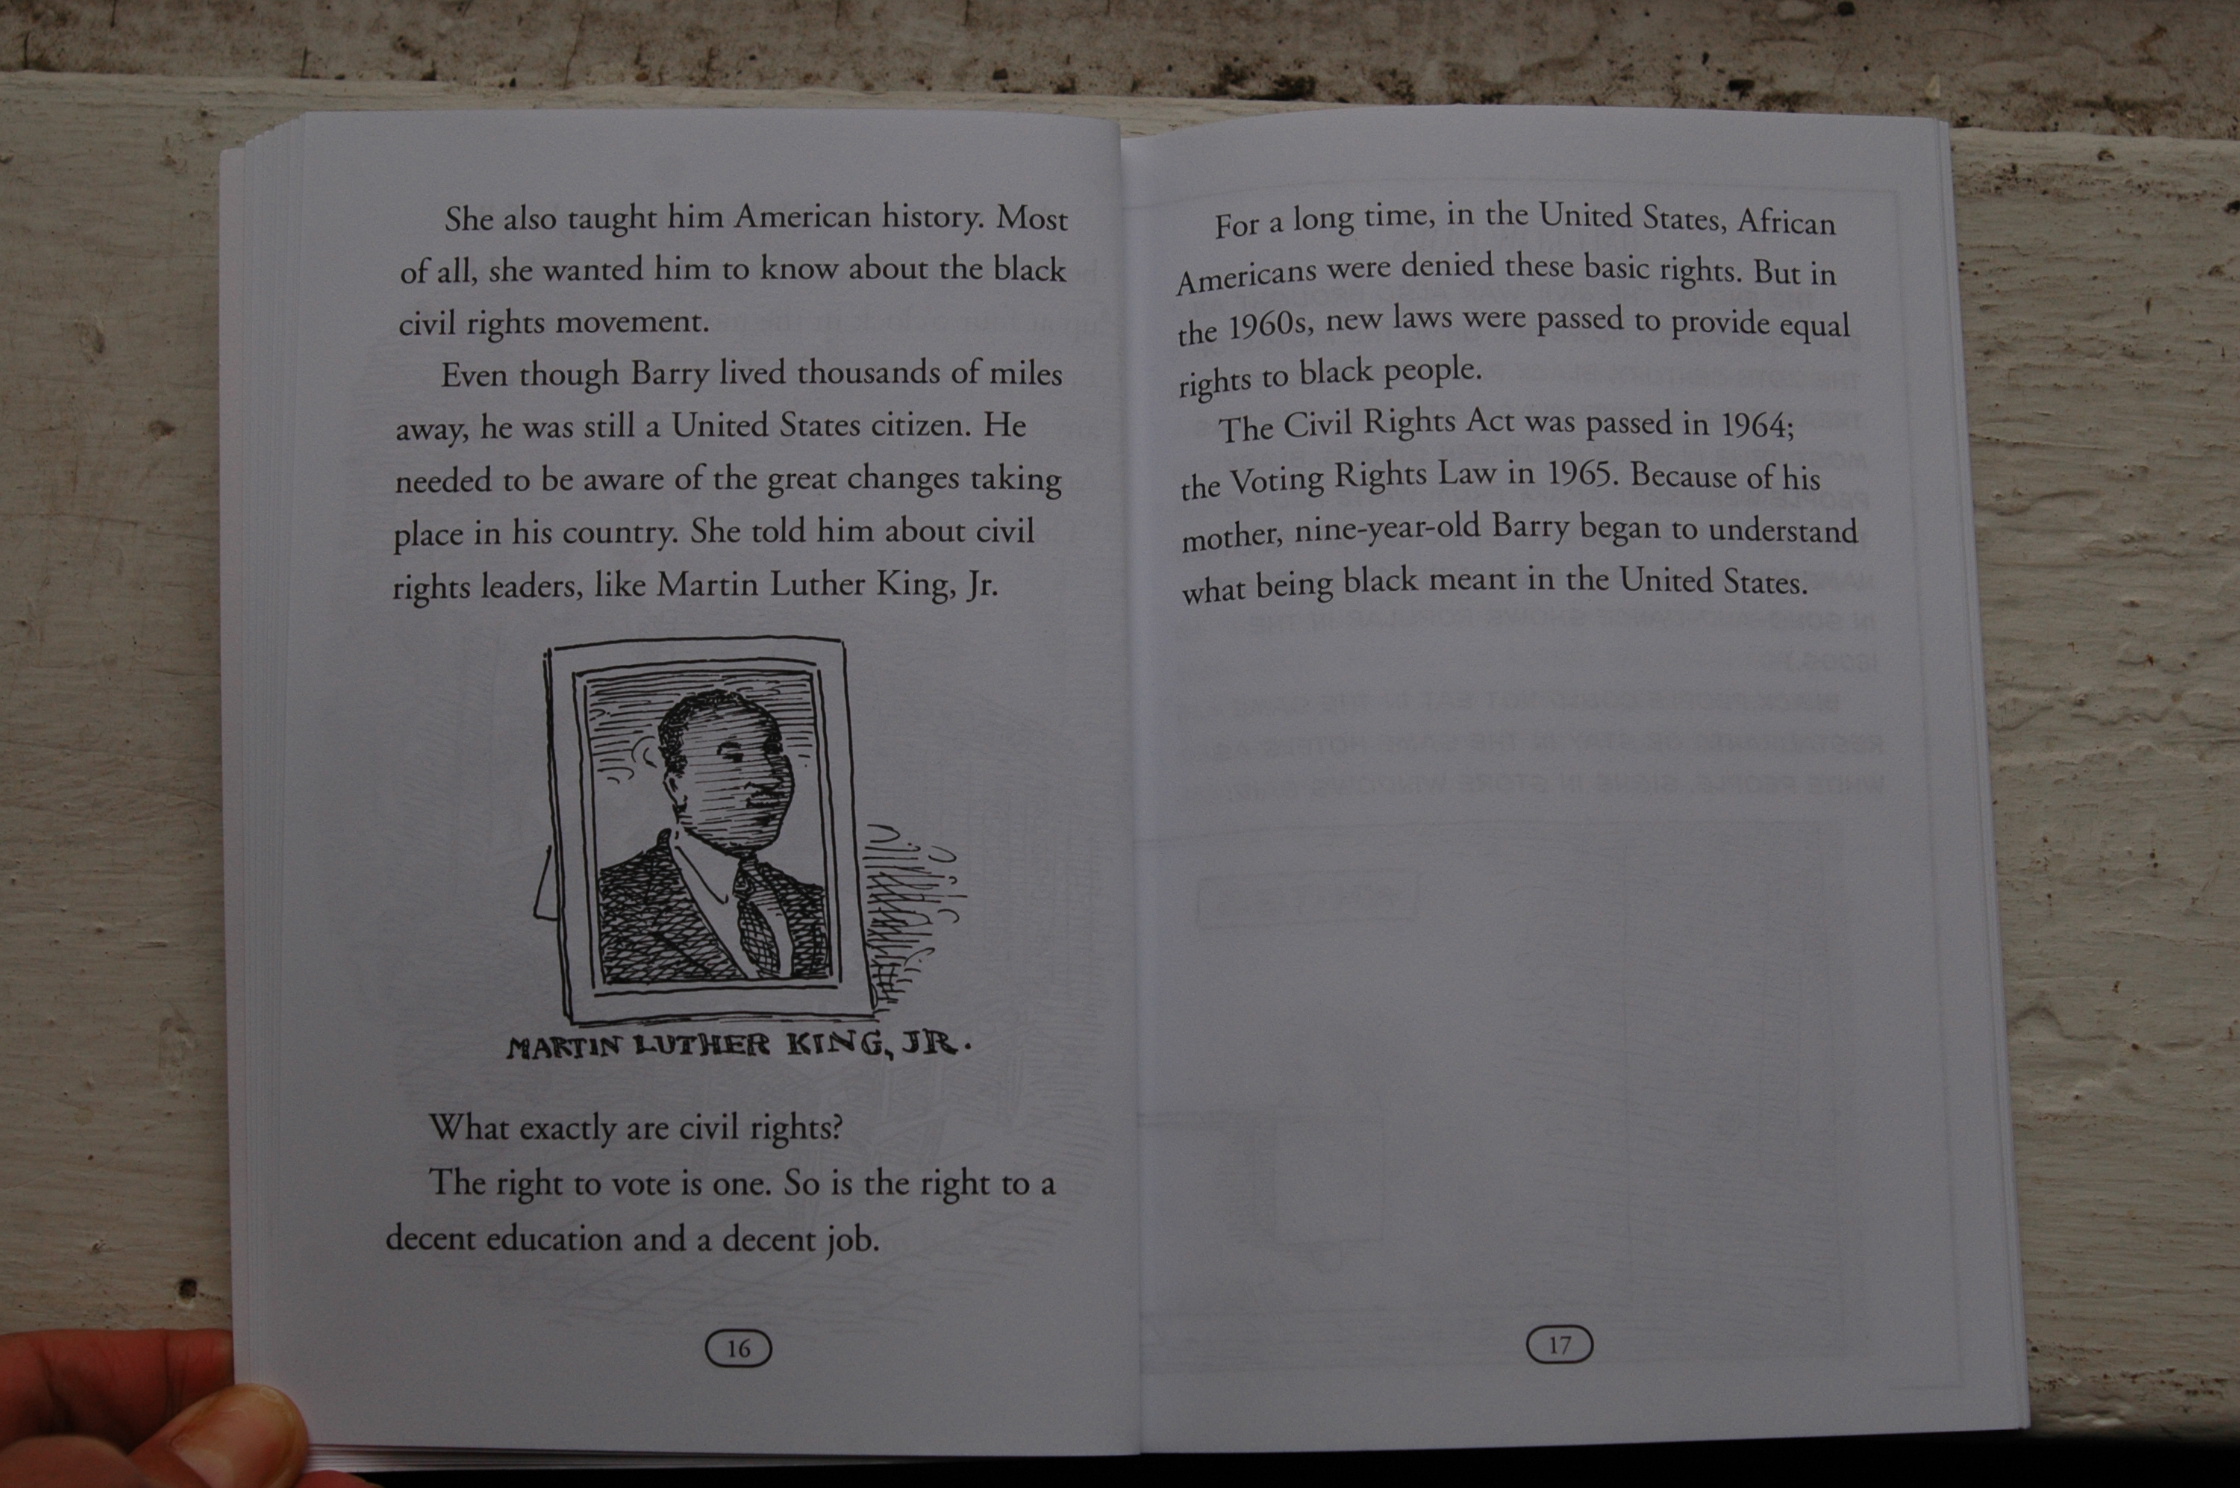 She also taught him American history. Most
of all, she wanted him to know about the black
civil rights movement.
Even though Barry lived thousands of miles
away, he was still a United States citizen. He
needed to be aware of the great changes taking
place in his country. She told him about civil
rights leaders, like Martin Luther King, Jr.
MARTIN LUTHER KING, JR.
What exactly are civil rights?
The right to vote is one. So is the right to a
decent education and a decent job.
16
For a long time, in the United States, African
Americans were denied these basic rights. But in
the 1960s, new laws were passed to provide equal
rights to black people.
The Civil Rights Act was passed in 1964;
the Voting Rights Law in 1965. Because of his
mother, nine-year-old Barry began to understand
what being black meant in the United States.
17